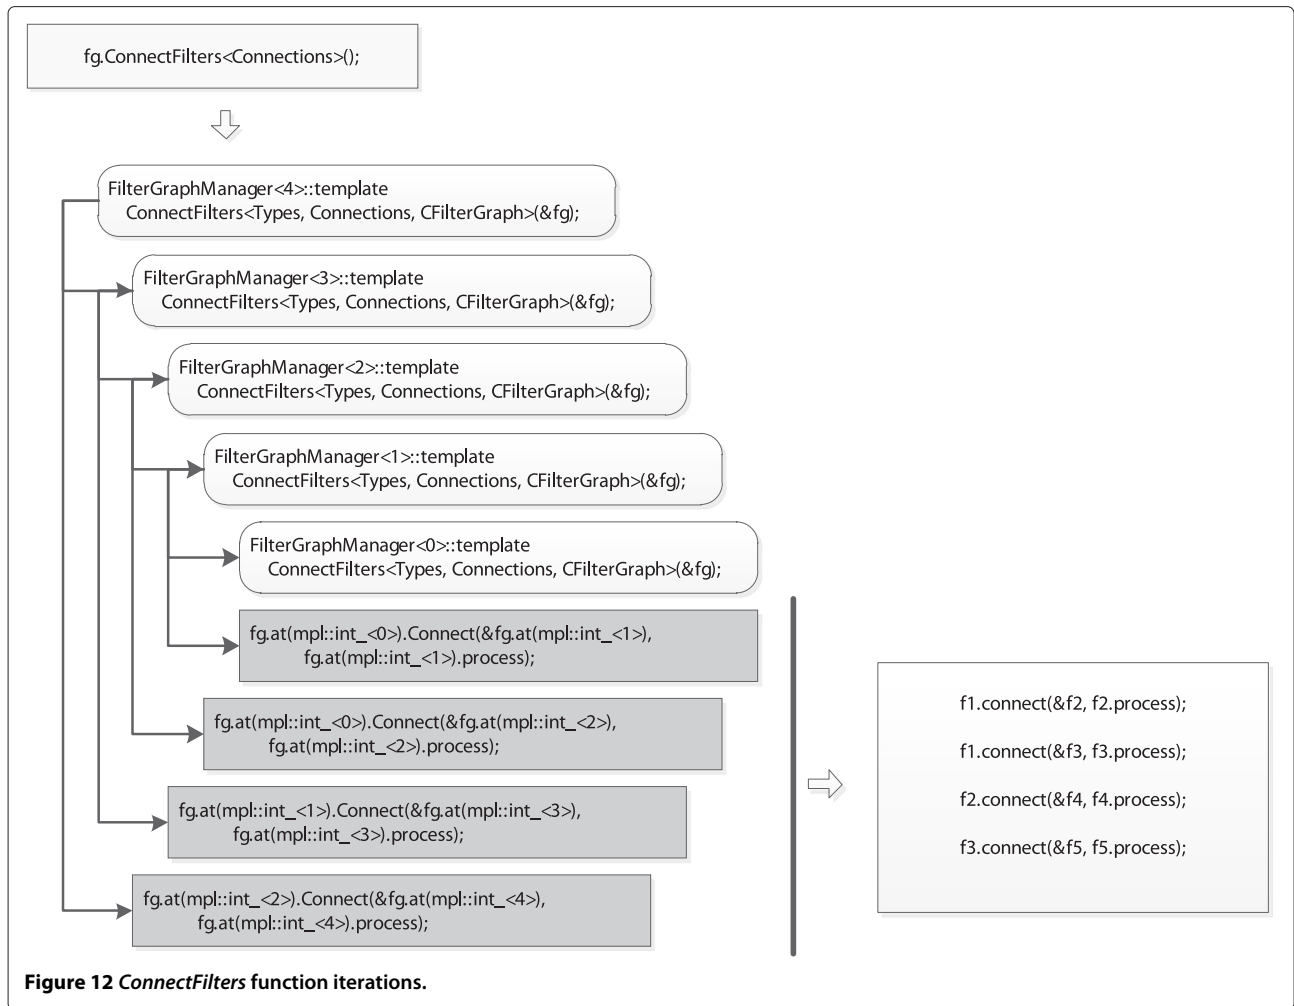 fg.ConnectFilters<Connections>();
FilterGraphManager<4>::template
ConnectFilters<Types, Connections, CFilterGraph>(&fg);
FilterGraphManager<3>::template
ConnectFilters<Types, Connections, CFilterGraph>(&fg);
FilterGraphManager<2>::template
ConnectFilters<Types, Connections, CFilterGraph>(&fg);
FilterGraphManager<1>::template
ConnectFilters<Types, Connections, CFilterGraph>(&fg);
FilterGraphManager<0>::template
ConnectFilters<Types, Connections, CFilterGraph>(&fg);
fg.at(mpl::int_<0>).Connect(&fg.at(mpl::int_<1>),
fg.at(mpl::int_<1>).process);
fg.at(mpl::int_<0>).Connect(&fg.at(mpl::int_<2>),
fg.at(mpl::int_<2>).process);
fg.at(mpl::int_<1>).Connect(&fg.at(mpl::int_<3>),
fg.at(mpl::int_<3>).process);
fg.at(mpl::int_<2>).Connect(&fg.at(mpl::int_<4>),
fg.at(mpl::int_<4>).process);
f1.connect(&f2, f2.process);
f1.connect(&f3, f3.process);
f2.connect(&f4, f4.process);
f3.connect(&f5, f5.process);
Figure 12 ConnectFilters function iterations.